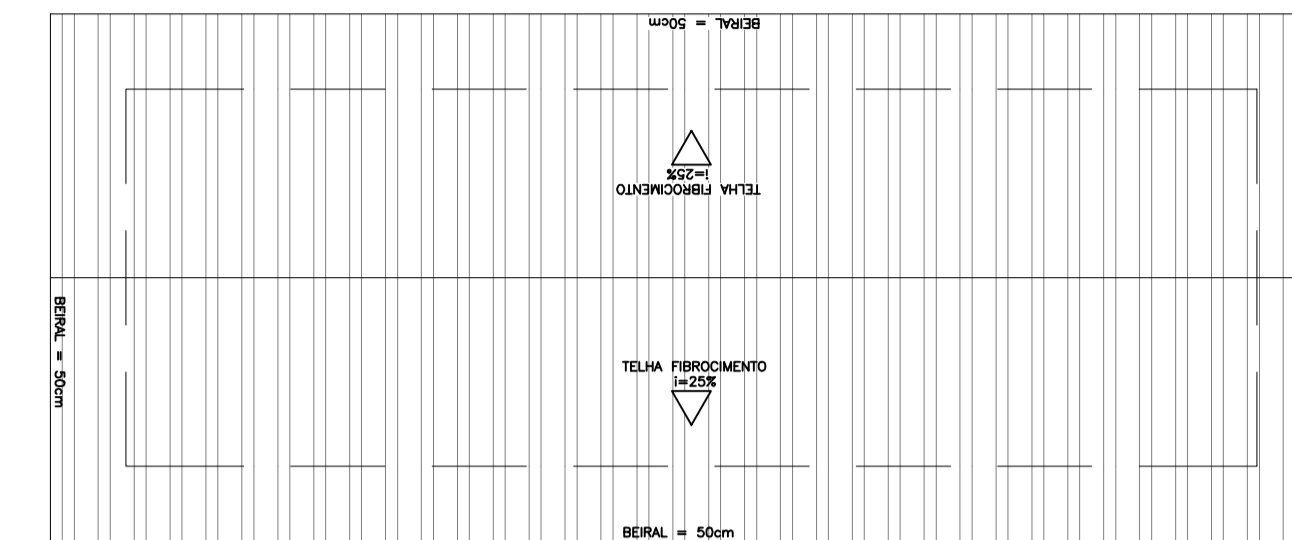 BEIRAL = 50cm
i=25%
TELHA FIBROCIMENTO
BEIRAL = 50cm
TELHA FIBROCIMENTO
i=25%
BEIRAL = 50cm